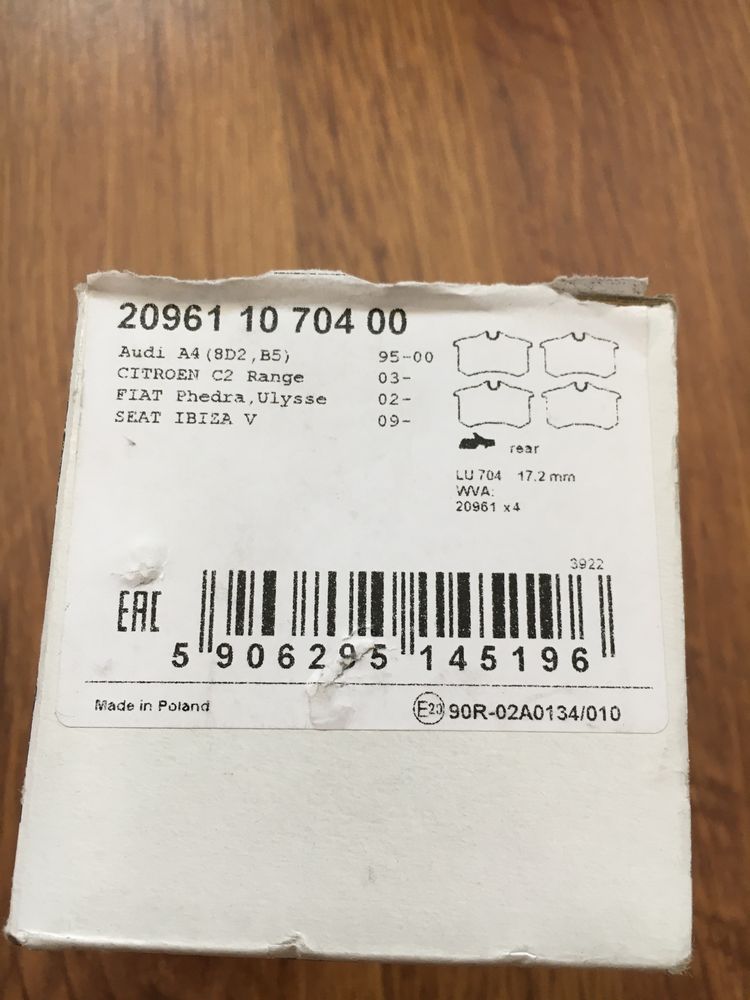 20961 10 704 00
Audi A4(8D2,B5) 95-00
CITROEN C2 Range 03-
FIAT Phedra,Ulysse 02-
SEAT IBIZA V 09-
rear
LU 704 17.2 mm
WVA:
20961 x4
3922
EAC
5 906295 145196
Made in Poland
E20 90R-02A0134/010